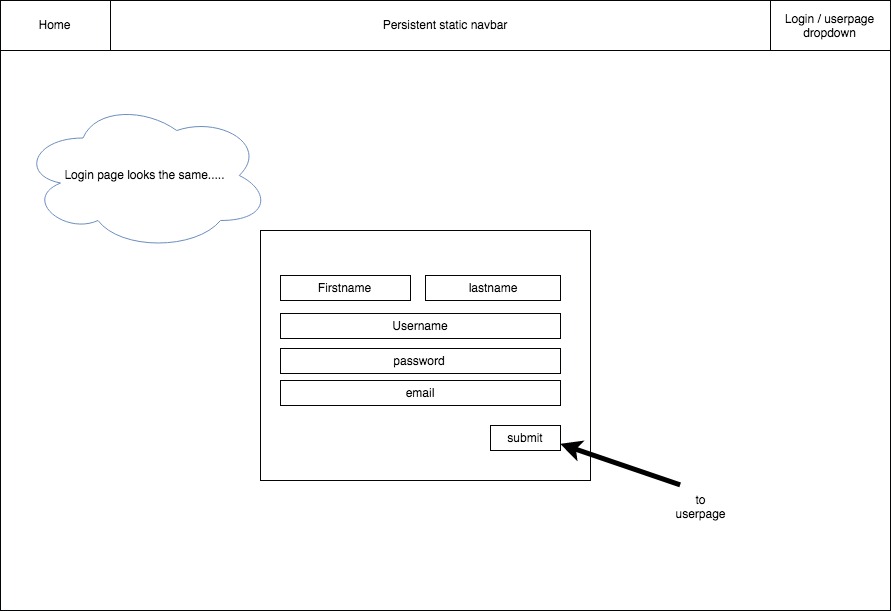 Home
Persistent static navbar
Login / userpage
dropdown
Login page looks the same.....
Firstname
lastname
Username
password
email
submit
to
userpage